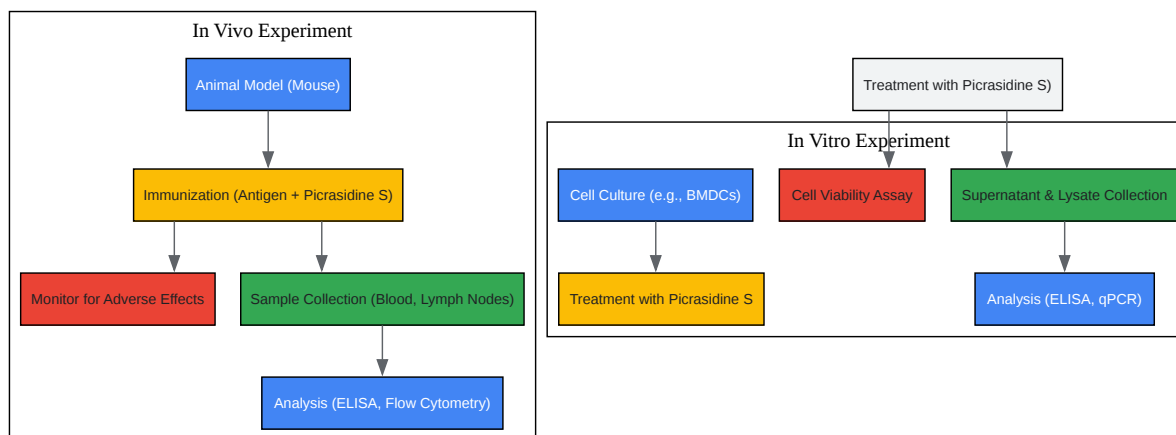 In Vivo Experiment
Animal Model (Mouse)
Immunization (Antigen + Picrasidine S)
Monitor for Adverse Effects
Sample Collection (Blood, Lymph Nodes)
Analysis (ELISA, Flow Cytometry)
Treatment with Picrasidine S)
In Vitro Experiment
Cell Culture (e.g., BMDCs)
Cell Viability Assay
Supernatant & Lysate Collection
Treatment with Picrasidine S
Analysis (ELISA, qPCR)